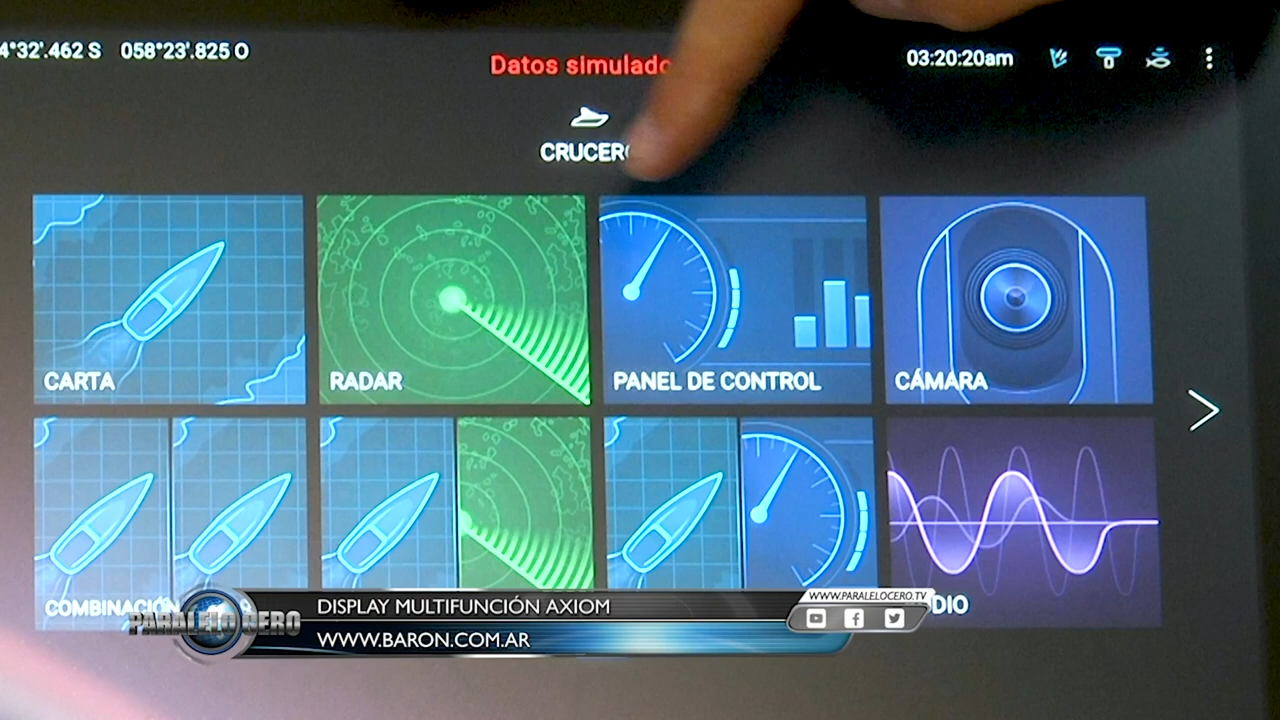 4°32'.462 S 058°23'.825 O
Datos simulado
03:20:20am
CRUCERO
CARTA
RADAR
PANEL DE CONTROL
CÁMARA
COMBINACIÓN
DIO
PARALELO CERO
DISPLAY MULTIFUNCIÓN AXIOM
WWW.BARON.COM.AR
WWW.PARALELOCERO.TV